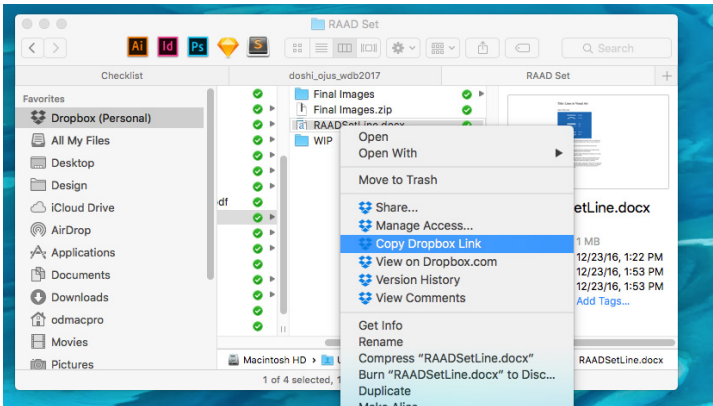 RAAD Set
Ai Id Ps S
Search
Checklist
doshi_ojus_wdb2017
RAAD Set
Favorites
Dropbox (Personal)
All My Files
Desktop
Design
iCloud Drive
AirDrop
Applications
Documents
Downloads
odmacpro
Movies
Pictures
df
Final Images
Final Images.zip
RAADSetLine.docx
WIP
Open
Open With
Move to Trash
Share...
Manage Access...
Copy Dropbox Link
View on Dropbox.com
Version History
View Comments
Get Info
Rename
Compress “RAADSetLine.docx”
Burn “RAADSetLine.docx” to Disc...
Duplicate
Make Alias
etLine.docx
1 MB
12/23/16, 1:22 PM
12/23/16, 1:53 PM
12/23/16, 1:53 PM
Add Tags...
Macintosh HD
RAADSetLine.docx
1 of 4 selected, 1